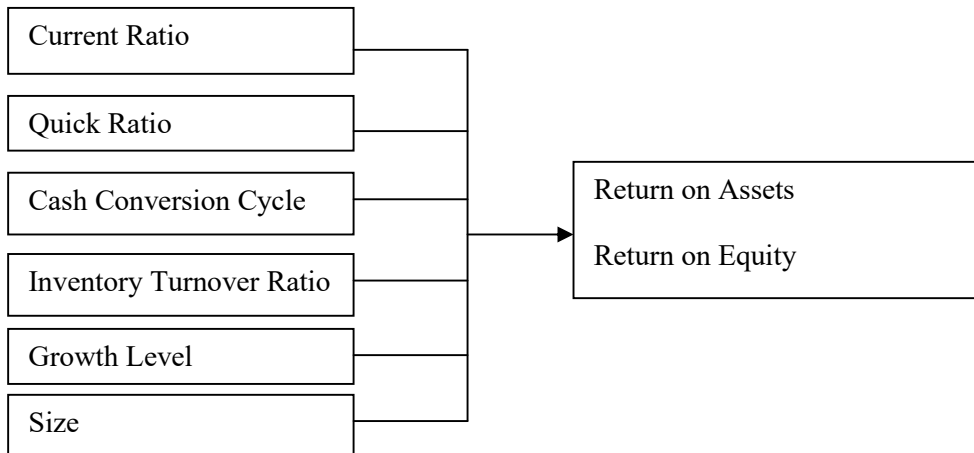 Current Ratio
Quick Ratio
Cash Conversion Cycle
Inventory Turnover Ratio
Growth Level
Size
Return on Assets
Return on Equity